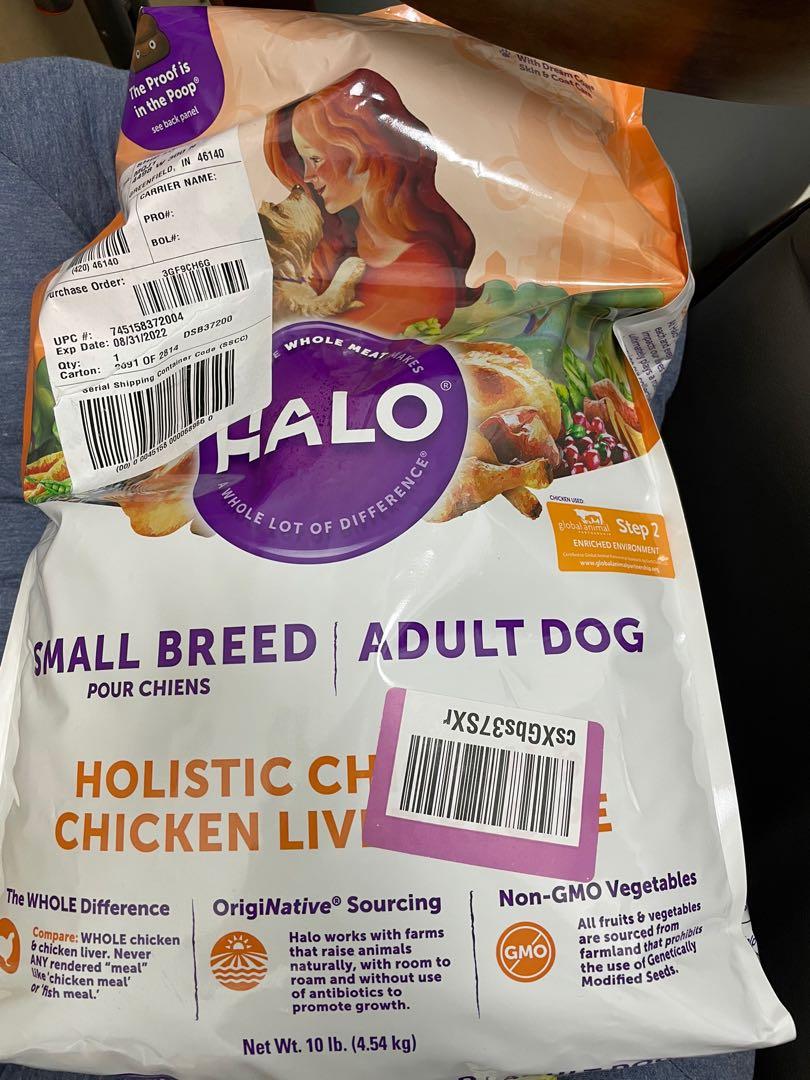 The Proof is
in the Poop®
see back panel
With Dream Coat
Skin & Coat Care
GREENFIELD, IN 46140
CARRIER NAME:
PRO#:
BOL#:
(420) 46140
Purchase Order: 3GF9CH6G
UPC #: 745158372004
Exp Date: 08/31/2022 DSB37200
Qty: 1
Carton: 2091 OF 2814
Serial Shipping Container Code (SSCC)
WHOLE MEAT MAKES
HALO®
A WHOLE LOT OF DIFFERENCE®
CHICKEN USED:
global animal
PARTNERSHIP
Step 2
ENRICHED ENVIRONMENT
www.globalanimalpartnership.org
SMALL BREED | ADULT DOG
POUR CHIENS
csXGbs37SXr
HOLISTIC CH
CHICKEN LIV E
The WHOLE Difference
Compare: WHOLE chicken
& chicken liver. Never
ANY rendered “meal”
like ‘chicken meal’
or ‘fish meal.’
OrigiNative® Sourcing
Halo works with farms
that raise animals
naturally, with room to
roam and without use
of antibiotics to
promote growth.
Non-GMO Vegetables
GMO
All fruits & vegetables
are sourced from
farmland that prohibits
the use of Genetically
Modified Seeds.
Net Wt. 10 lb. (4.54 kg)